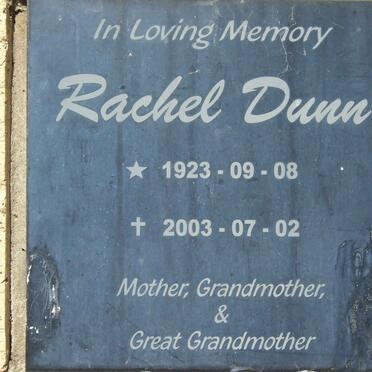 In Loving Memory
Rachel Dunn
★ 1923 - 09 - 08
✝ 2003 - 07 - 02
Mother, Grandmother,
&
Great Grandmother